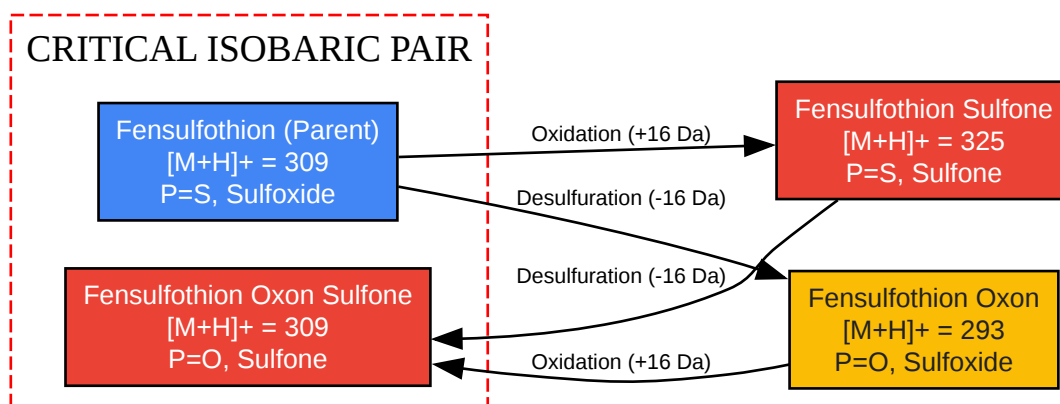 CRITICAL ISOBARIC PAIR
Fensulfothion (Parent)
[M+H]+ = 309
P=S, Sulfoxide
Oxidation (+16 Da)
Fensulfothion Sulfone
[M+H]+ = 325
P=S, Sulfone
Desulfuration (-16 Da)
Desulfuration (-16 Da)
Fensulfothion Oxon Sulfone
[M+H]+ = 309
P=O, Sulfone
Fensulfothion Oxon
[M+H]+ = 293
P=O, Sulfoxide
Oxidation (+16 Da)